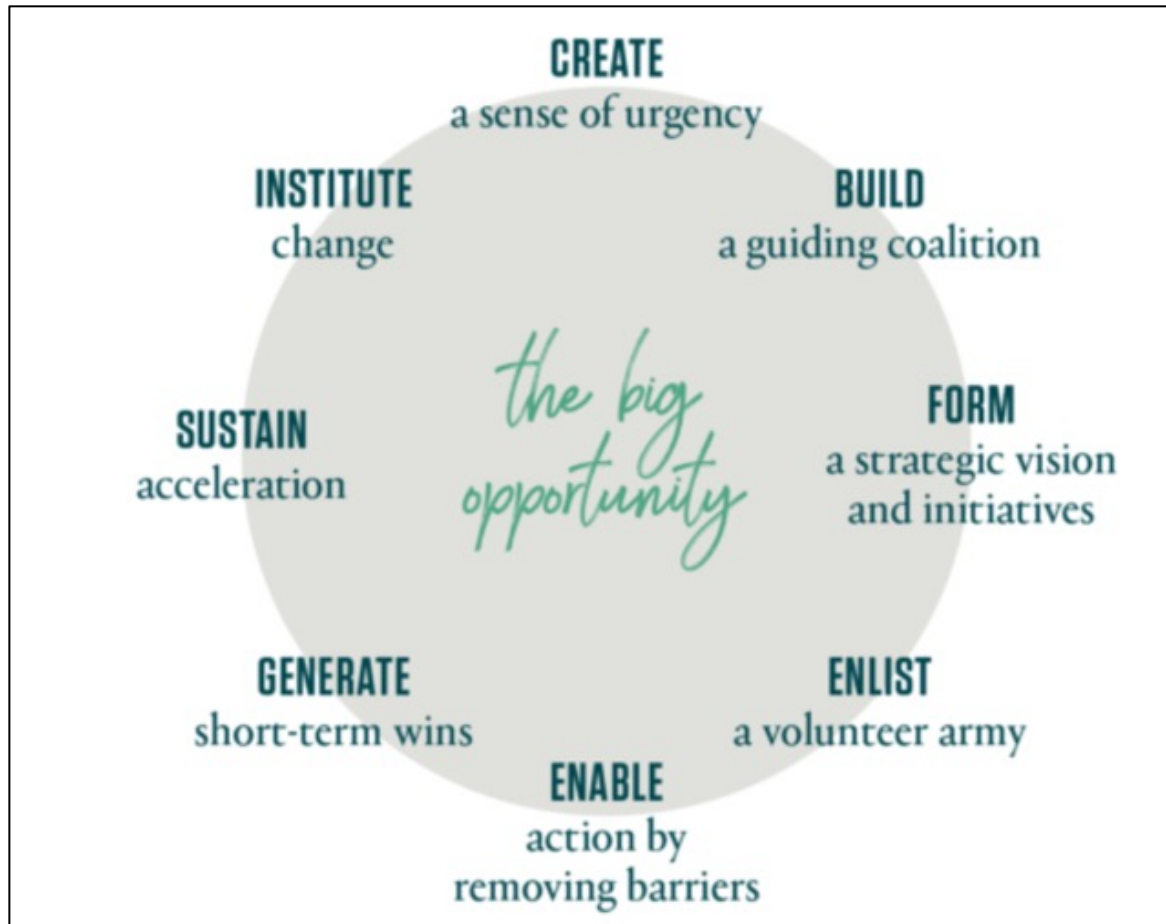 CREATE
a sense of urgency
BUILD
a guiding coalition
FORM
a strategic vision
and initiatives
ENLIST
a volunteer army
ENABLE
action by
removing barriers
GENERATE
short-term wins
SUSTAIN
acceleration
INSTITUTE
change
the big
opportunity